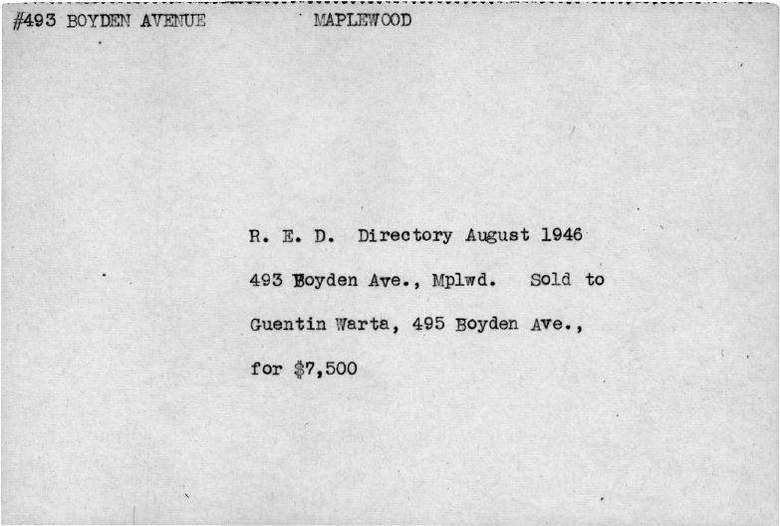 #493 BOYDEN AVENUE MAPLEWOOD
R. E. D. Directory August 1946
493 Boyden Ave., Mplwd. Sold to
Guentin Warta, 495 Boyden Ave.,
for $7,500